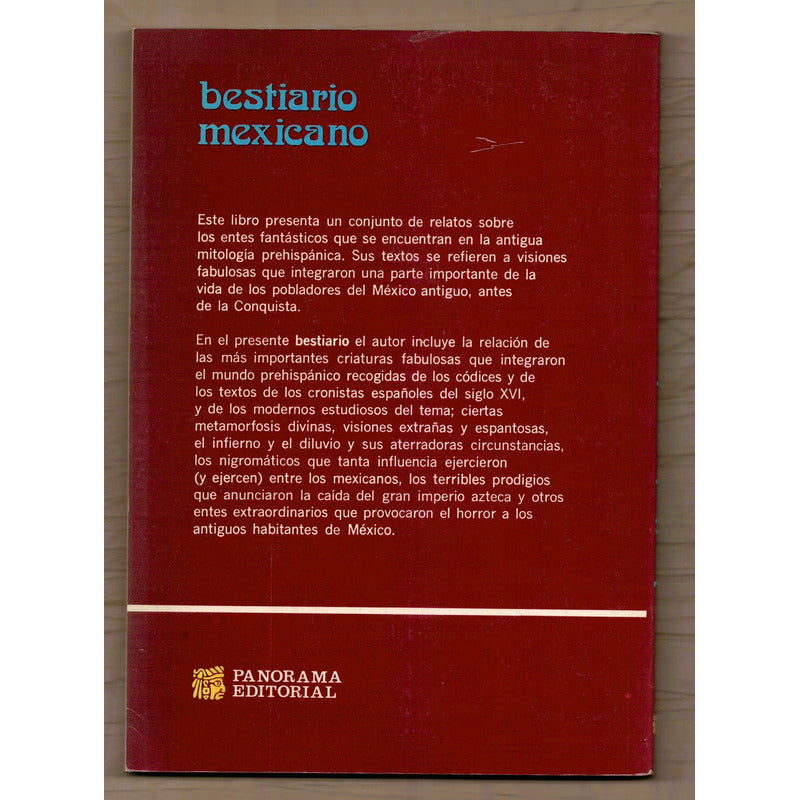 bestiario
mexicano
Este libro presenta un conjunto de relatos sobre
los entes fantásticos que se encuentran en la antigua
mitología prehispánica. Sus textos se refieren a visiones
fabulosas que integraron una parte importante de la
vida de los pobladores del México antiguo, antes
de la Conquista.
En el presente bestiario el autor incluye la relación de
las más importantes criaturas fabulosas que integraron
el mundo prehispánico recogidas de los códices y de
los textos de los cronistas españoles del siglo XVI,
y de los modernos estudiosos del tema; ciertas
metamorfosis divinas, visiones extrañas y espantosas,
el infierno y el diluvio y sus aterradoras circunstancias,
los nigromáticos que tanta influencia ejercieron
(y ejercen) entre los mexicanos, los terribles prodigios
que anunciaron la caída del gran imperio azteca y otros
entes extraordinarios que provocaron el horror a los
antiguos habitantes de México.
PANORAMA
EDITORIAL